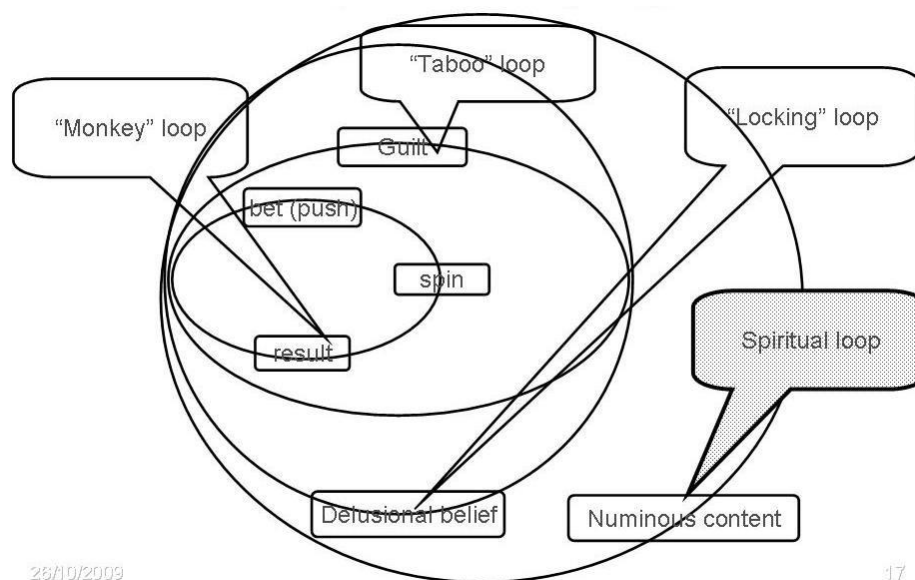 “Taboo” loop
“Monkey” loop
“Locking” loop
Guilt
bet (push)
spin
result
Spiritual loop
Delusional belief
Numinous content
26/10/2009
17